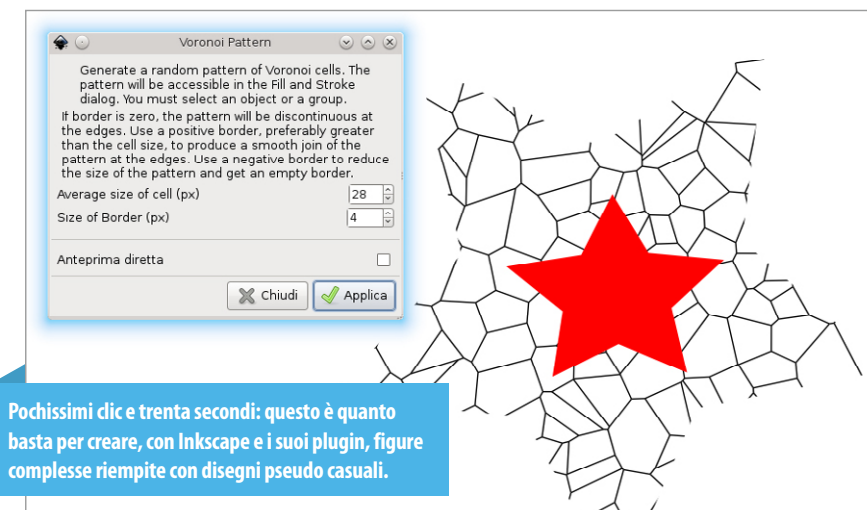 Voronoi Pattern
Generate a random pattern of Voronoi cells. The
pattern will be accessible in the Fill and Stroke
dialog. You must select an object or a group.
If border is zero, the pattern will be discontinuous at
the edges. Use a positive border, preferably greater
than the cell size, to produce a smooth join of the
pattern at the edges. Use a negative border to reduce
the size of the pattern and get an empty border.
Average size of cell (px) 28
Size of Border (px) 4
Anteprima diretta
Chiudi Applica
Pochissimi clic e trenta secondi: questo è quanto
basta per creare, con Inkscape e i suoi plugin, figure
complesse riempite con disegni pseudo casuali.